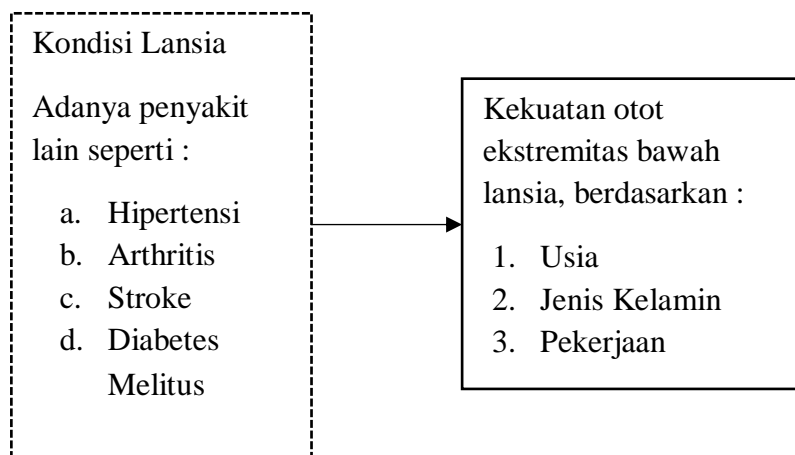 Kondisi Lansia
Adanya penyakit
lain seperti :
a. Hipertensi
b. Arthritis
c. Stroke
d. Diabetes
Melitus
Kekuatan otot
ekstremitas bawah
lansia, berdasarkan :
1. Usia
2. Jenis Kelamin
3. Pekerjaan